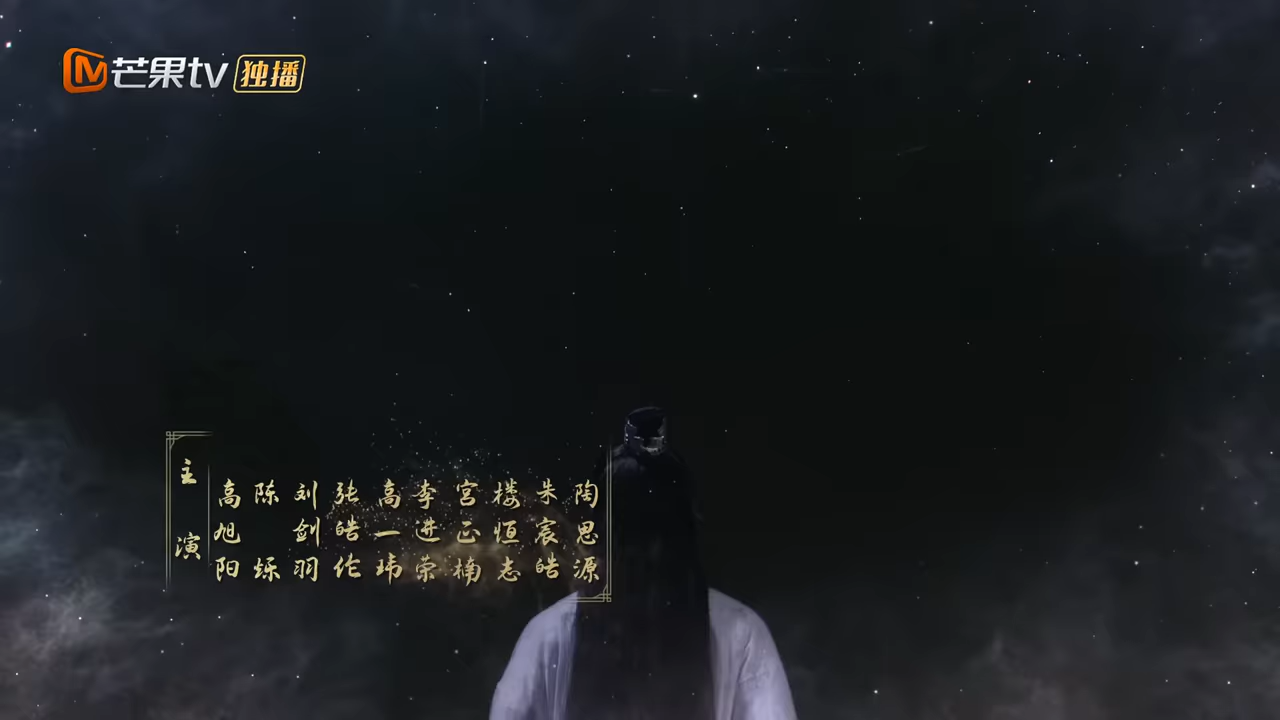 芒果tv 独播
主演
高旭阳
陈烁
刘剑羽
张皓伦
高一玮
李进荣
宫正楠
楼恒志
朱宸皓
陶思源